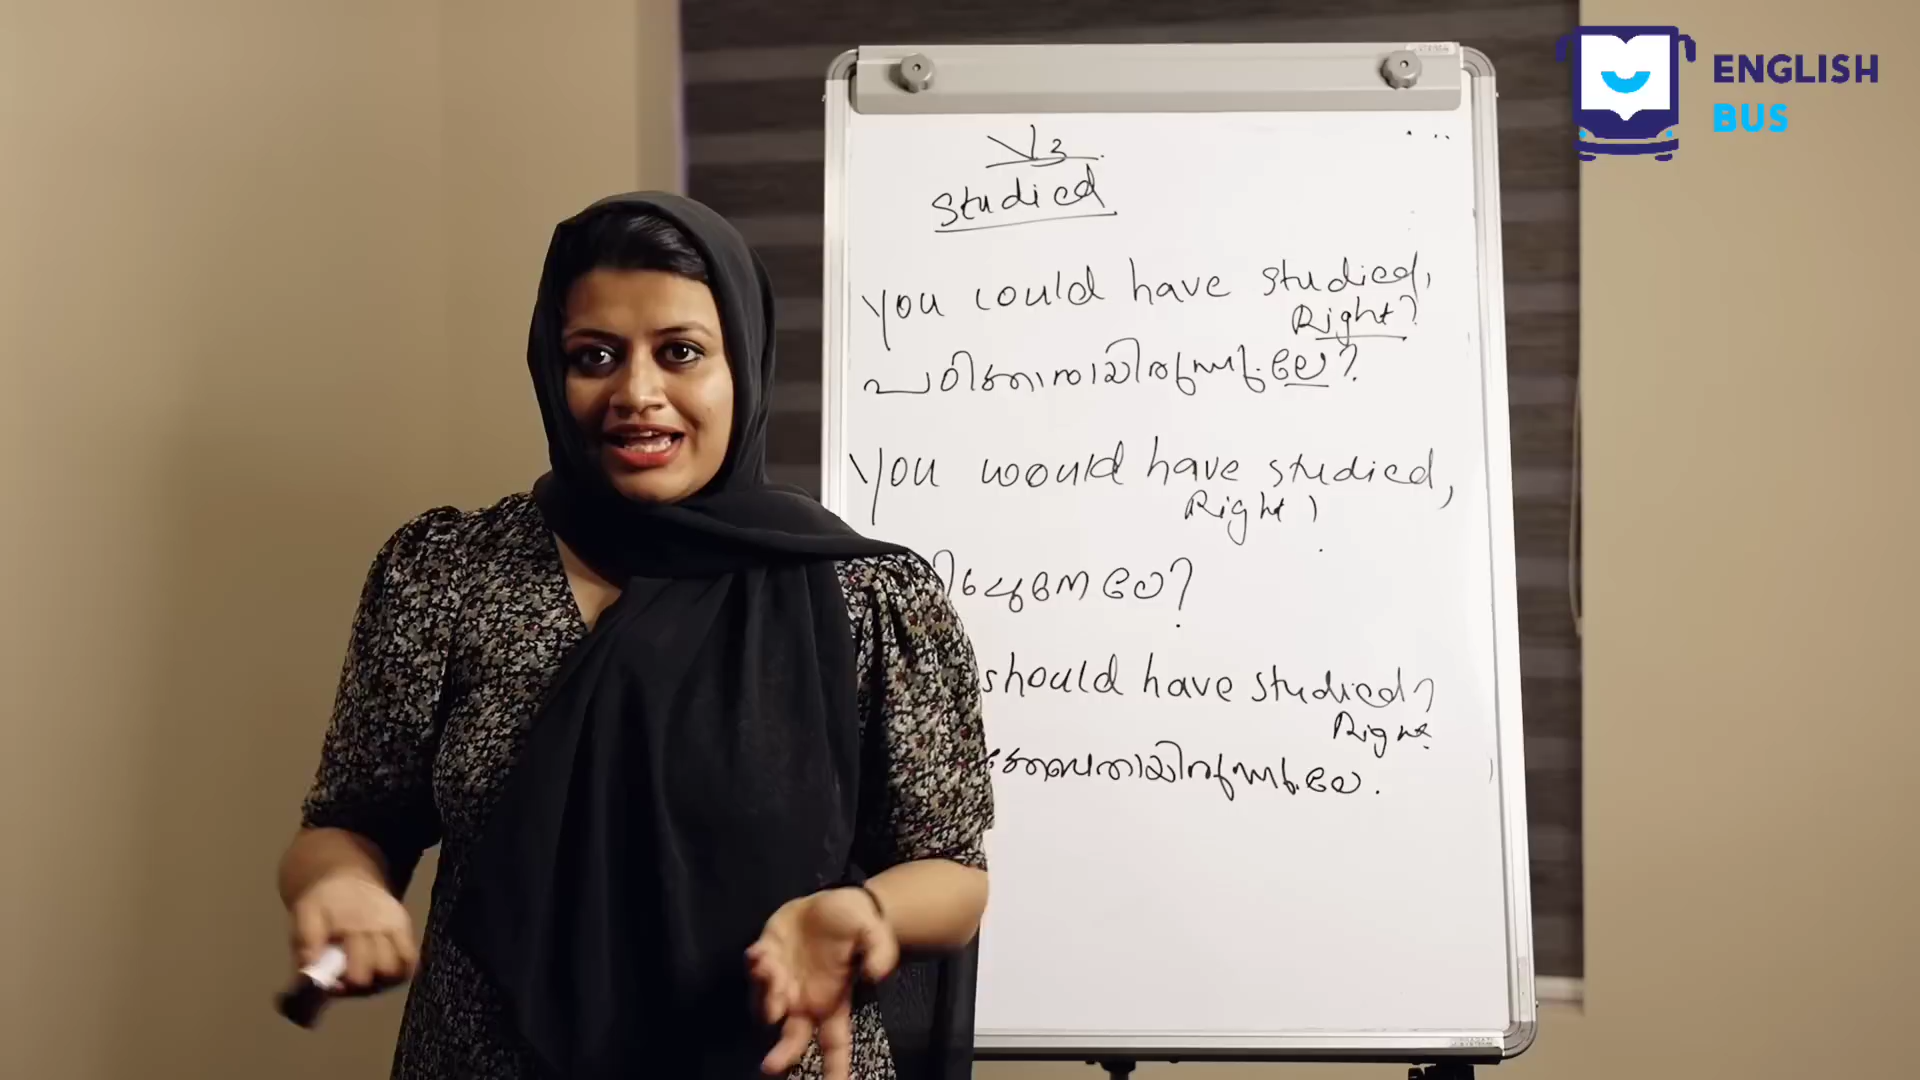 V3
Studied
You could have studied,
Right?
പഠിക്കാമായിരുന്നു.ല്ലേ?
You would have studied,
Right?
ല്ലേ?
should have studied?
Right?
ല്ലേ.
ENGLISH
BUS